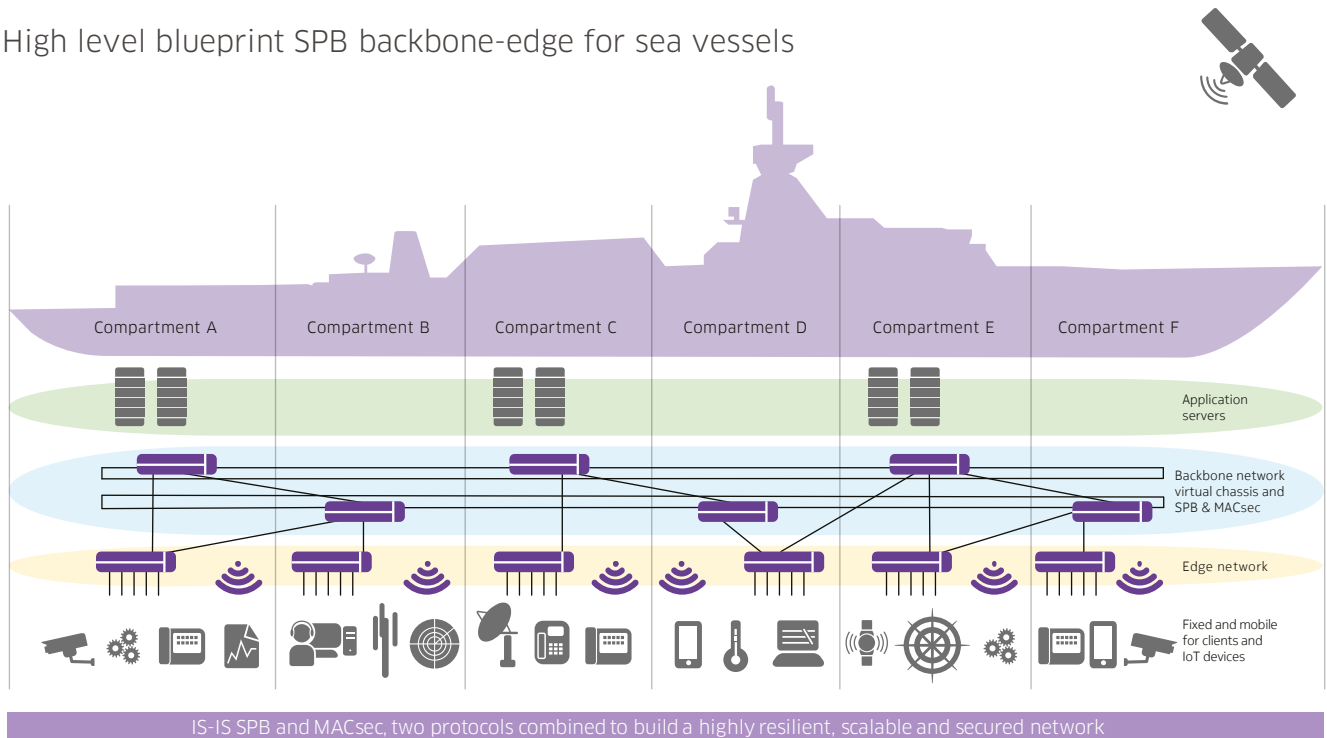 High level blueprint SPB backbone-edge for sea vessels
Compartment A
Compartment B
Compartment C
Compartment D
Compartment E
Compartment F
Application
servers
Backbone network
virtual chassis and
SPB & MACsec
Edge network
Fixed and mobile
for clients and
IoT devices
IS-IS SPB and MACsec, two protocols combined to build a highly resilient, scalable and secured network